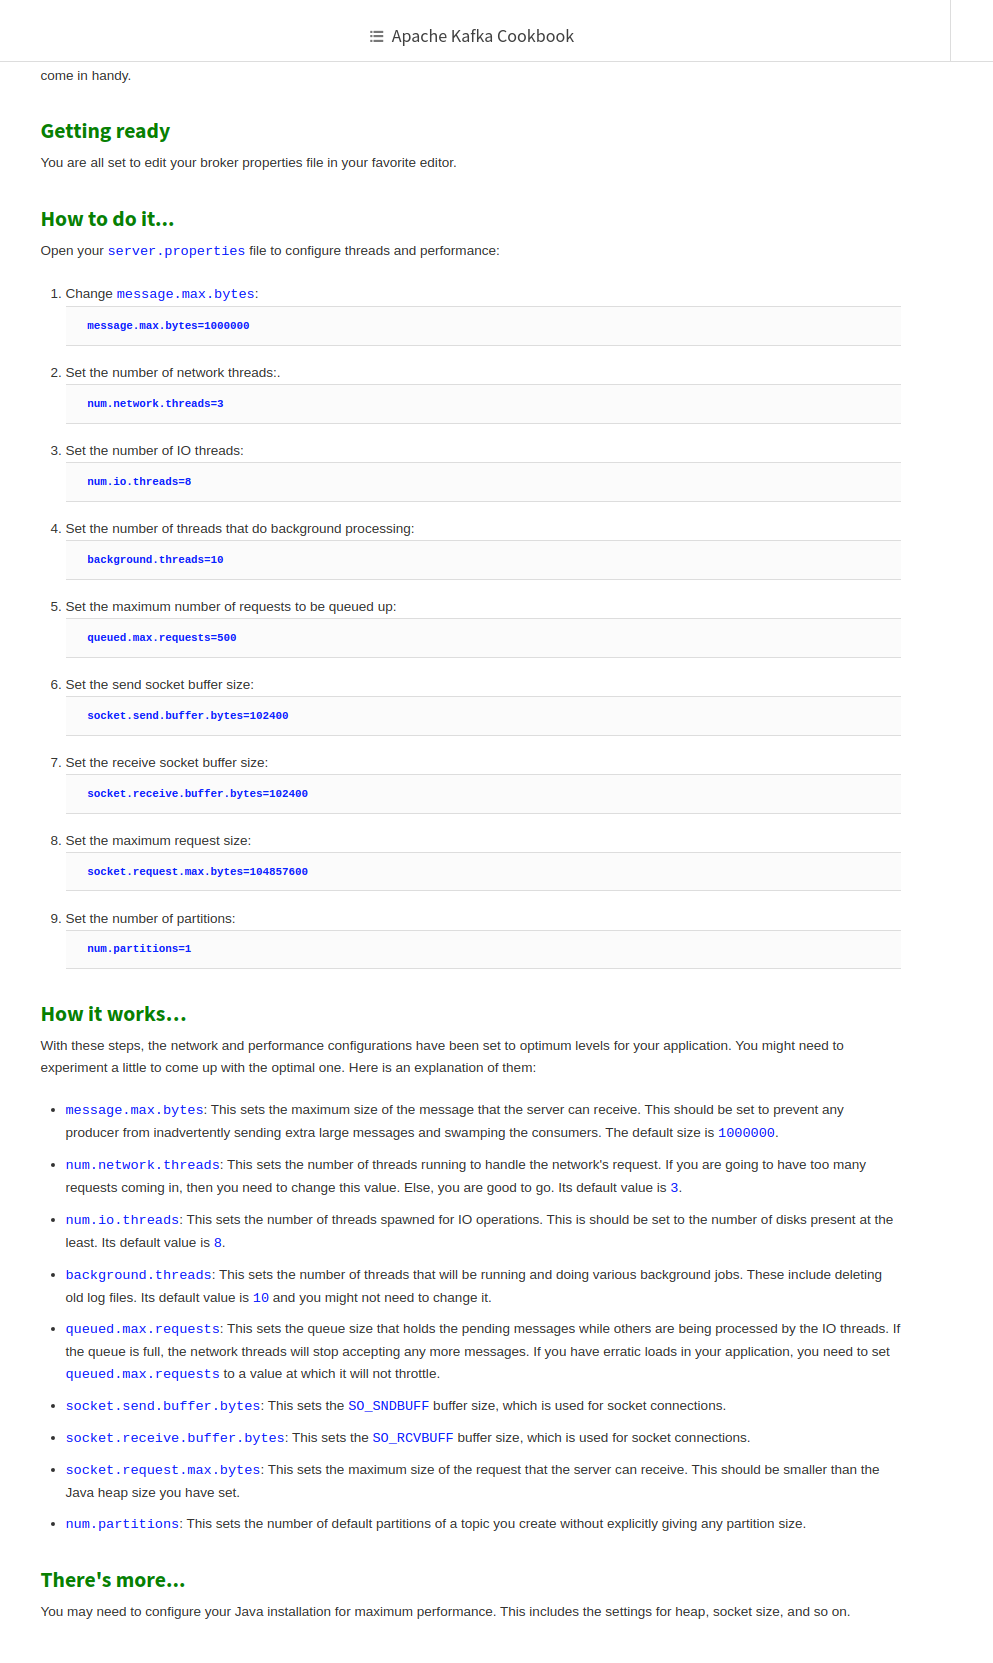 Apache Kafka Cookbook
come in handy.
Getting ready
You are all set to edit your broker properties file in your favorite editor.
How to do it...
Open your server.properties file to configure threads and performance:
1. Change message.max.bytes:
message.max.bytes=1000000
2. Set the number of network threads:.
num.network.threads=3
3. Set the number of IO threads:
num.io.threads=8
4. Set the number of threads that do background processing:
background.threads=10
5. Set the maximum number of requests to be queued up:
queued.max.requests=500
6. Set the send socket buffer size:
socket.send.buffer.bytes=102400
7. Set the receive socket buffer size:
socket.receive.buffer.bytes=102400
8. Set the maximum request size:
socket.request.max.bytes=104857600
9. Set the number of partitions:
num.partitions=1
How it works...
With these steps, the network and performance configurations have been set to optimum levels for your application. You might need to
experiment a little to come up with the optimal one. Here is an explanation of them:
• message.max.bytes: This sets the maximum size of the message that the server can receive. This should be set to prevent any
producer from inadvertently sending extra large messages and swamping the consumers. The default size is 1000000.
• num.network.threads: This sets the number of threads running to handle the network's request. If you are going to have too many
requests coming in, then you need to change this value. Else, you are good to go. Its default value is 3.
• num.io.threads: This sets the number of threads spawned for IO operations. This is should be set to the number of disks present at the
least. Its default value is 8.
• background.threads: This sets the number of threads that will be running and doing various background jobs. These include deleting
old log files. Its default value is 10 and you might not need to change it.
• queued.max.requests: This sets the queue size that holds the pending messages while others are being processed by the IO threads. If
the queue is full, the network threads will stop accepting any more messages. If you have erratic loads in your application, you need to set
queued.max.requests to a value at which it will not throttle.
• socket.send.buffer.bytes: This sets the SO_SNDBUFF buffer size, which is used for socket connections.
• socket.receive.buffer.bytes: This sets the SO_RCVBUFF buffer size, which is used for socket connections.
• socket.request.max.bytes: This sets the maximum size of the request that the server can receive. This should be smaller than the
Java heap size you have set.
• num.partitions: This sets the number of default partitions of a topic you create without explicitly giving any partition size.
There's more...
You may need to configure your Java installation for maximum performance. This includes the settings for heap, socket size, and so on.